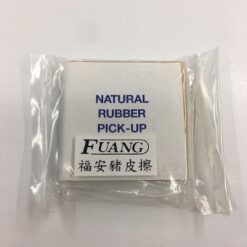 NATURAL
RUBBER
PICK-UP
FUANG
福安豬皮擦